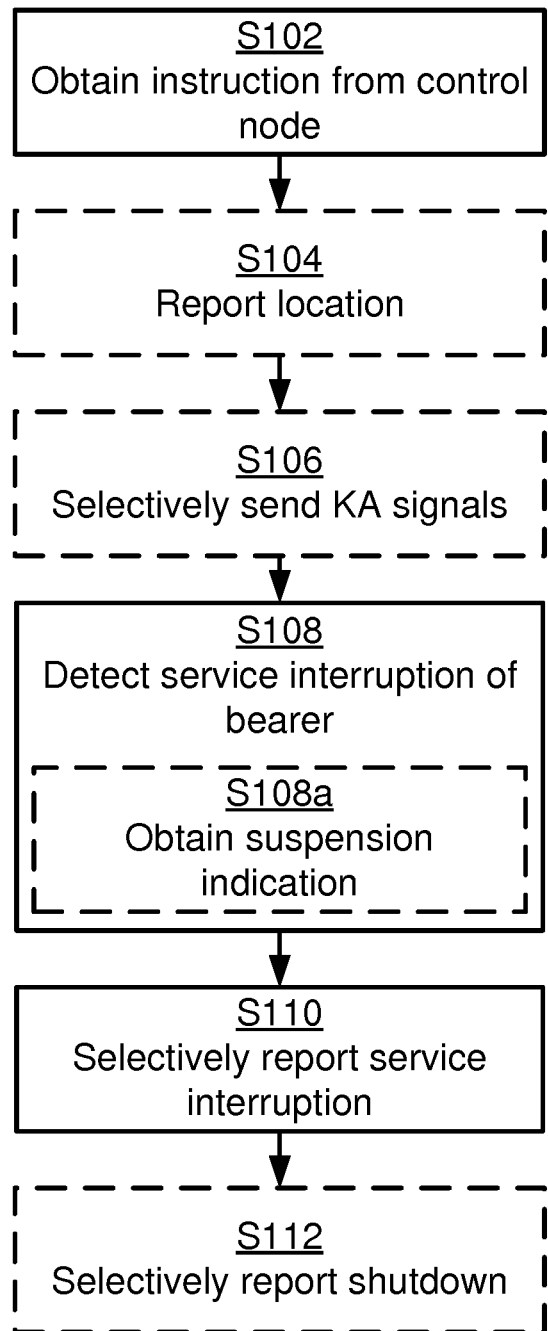 S102
Obtain instruction from control
node
S104
Report location
S106
Selectively send KA signals
S108
Detect service interruption of
bearer
S108a
Obtain suspension
indication
S110
Selectively report service
interruption
S112
Selectively report shutdown